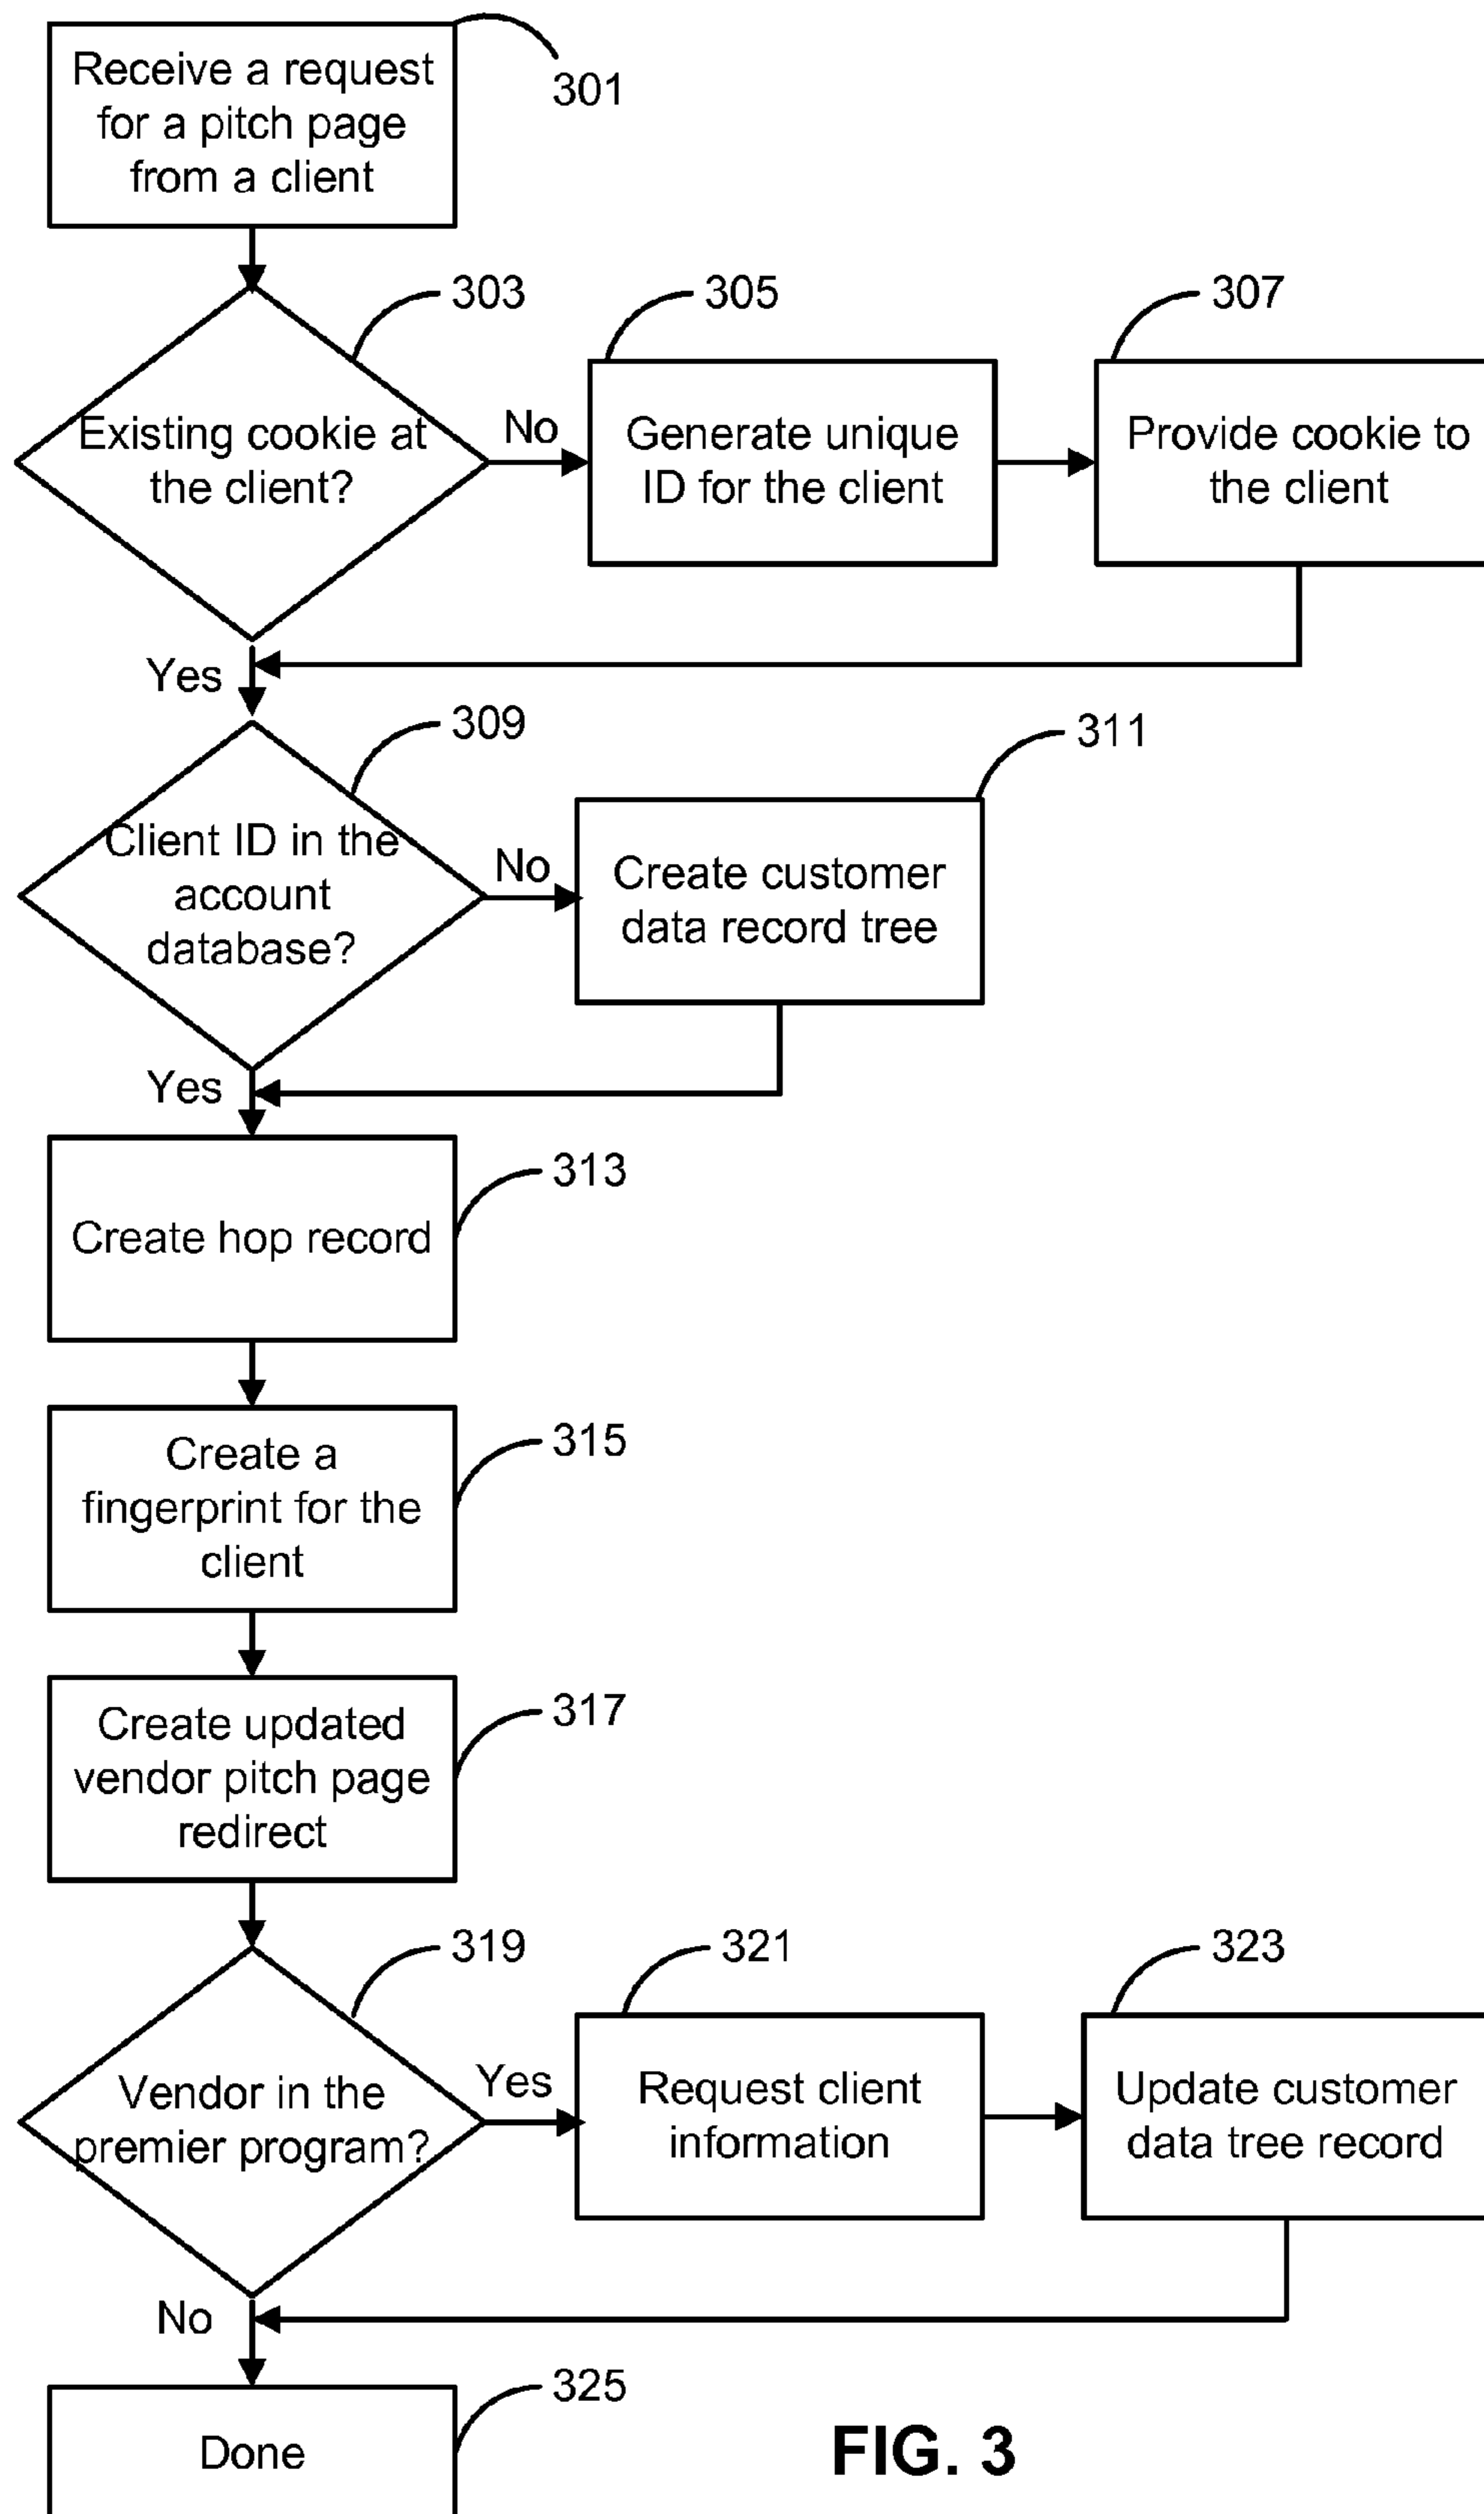 Receive a request
for a pitch page
from a client
301
303
Existing cookie at
the client?
No
305
Generate unique
ID for the client
307
Provide cookie to
the client
Yes
309
Client ID in the
account
database?
No
311
Create customer
data record tree
Yes
313
Create hop record
315
Create a
fingerprint for the
client
317
Create updated
vendor pitch page
redirect
319
Vendor in the
premier program?
Yes
321
Request client
information
323
Update customer
data tree record
No
325
Done
FIG. 3